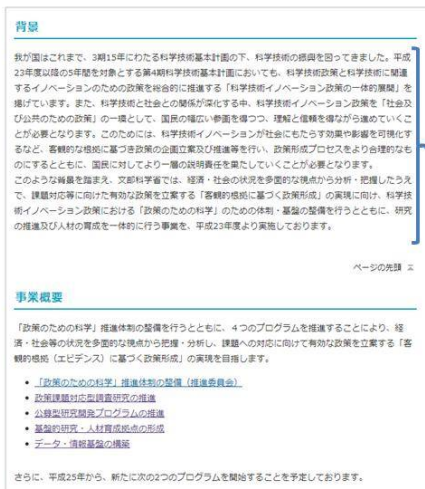 背景
我が国はこれまで、3期15年にわたる科学技術基本計画の下、科学技術の振興を図ってきました。平成
23年度以降の5年間を対象とする第4期科学技術基本計画においても、科学技術政策と科学技術に関連
するイノベーションのための政策を総合的に推進する「科学技術イノベーション政策の一体的展開」を
掲げています。また、科学技術と社会との関係が深化する中、科学技術イノベーション政策を「社会及
び公共のための政策」の一環として、国民の幅広い参画を得つつ、理解と信頼を得ながら進めていくこ
とが必要となります。このためには、科学技術イノベーションが社会にもたらす効果や影響を可視化す
るなど、客観的な根拠に基づき政策の企画立案及び推進等を行い、政策形成プロセスをより合理的なも
のにするとともに、国民に対してより一層の説明責任を果たしていくことが必要となります。
このような背景を踏まえ、文部科学省では、経済・社会の状況を多面的な視点から分析・把握したうえ
で、課題対応に向けた有効な政策を立案する「客観的根拠に基づく政策形成」の実現に向け、科学技
術イノベーション政策における「政策のための科学」のための体制・基盤の整備を行うとともに、研究
の推進及び人材の育成を一体的に行う事業を、平成23年度より実施しております。
ページの先頭
事業概要
「政策のための科学」推進体制の整備を行うとともに、4つのプログラムを推進することにより、経
済・社会等の状況を多面的な視点から把握・分析し、課題への対応に向けて有効な政策を立案する「客
観的根拠（エビデンス）に基づく政策形成」の実現を目指します。
• 「政策のための科学」推進体制の整備（推進委員会）
• 政策課題対応型調査研究の推進
• 公募型研究開発プログラムの推進
• 基盤的研究・人材育成拠点の形成
• データ・情報基盤の構築
さらに、平成25年から、新たに次の2つのプログラムを開始することを予定しております。